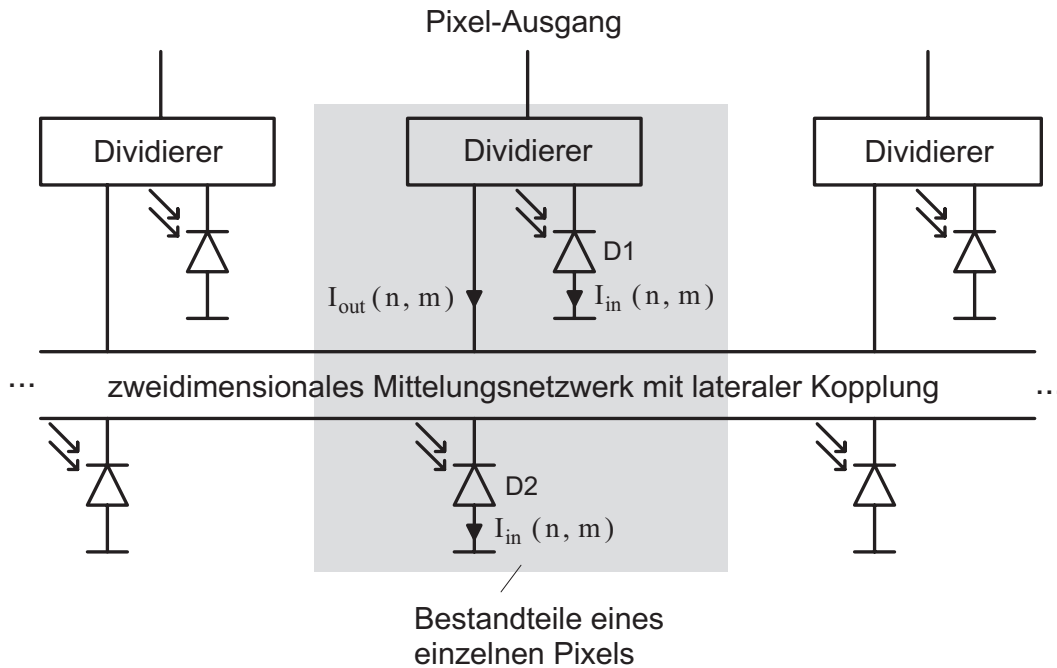 Pixel-Ausgang
Dividierer Dividierer Dividierer
D1
I_out (n, m) I_in (n, m)
... zweidimensionales Mittelungsnetzwerk mit lateraler Kopplung ...
D2
I_in (n, m)
Bestandteile eines
einzelnen Pixels